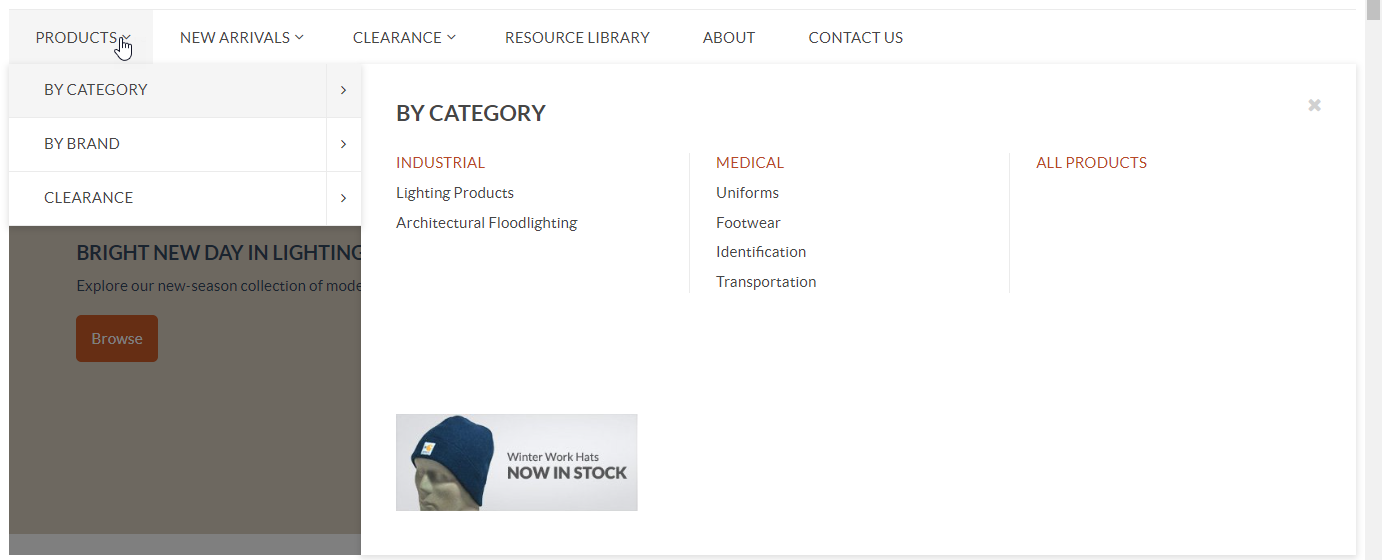 PRODUCTS
NEW ARRIVALS
CLEARANCE
RESOURCE LIBRARY
ABOUT
CONTACT US
BY CATEGORY
BY BRAND
CLEARANCE
BY CATEGORY
INDUSTRIAL
Lighting Products
Architectural Floodlighting
MEDICAL
Uniforms
Footwear
Identification
Transportation
ALL PRODUCTS
BRIGHT NEW DAY IN LIGHTING
Explore our new-season collection of mode
Browse
Winter Work Hats
NOW IN STOCK